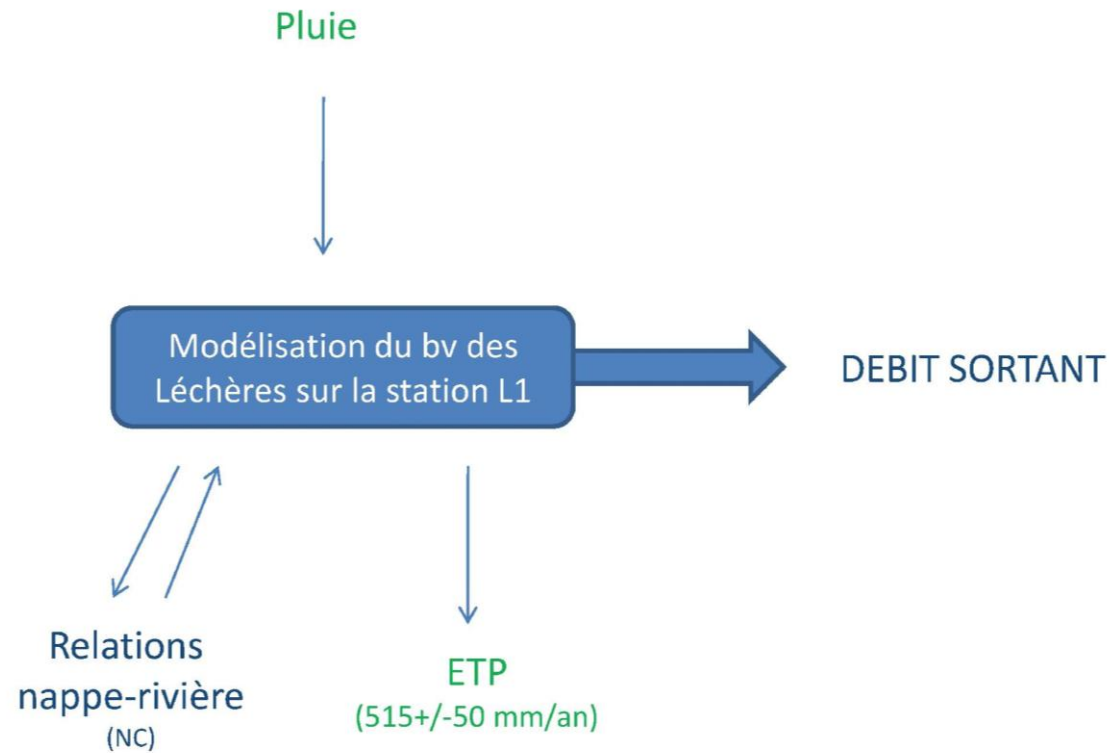 Pluie
Modélisation du bv des
Léchères sur la station L1
DEBIT SORTANT
Relations
nappe-rivière
(NC)
ETP
(515+/-50 mm/an)